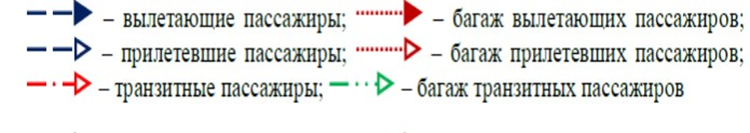 – вылетающие пассажиры; – багаж вылетающих пассажиров;
– прилетевшие пассажиры; – багаж прилетевших пассажиров;
– транзитные пассажиры; – багаж транзитных пассажиров